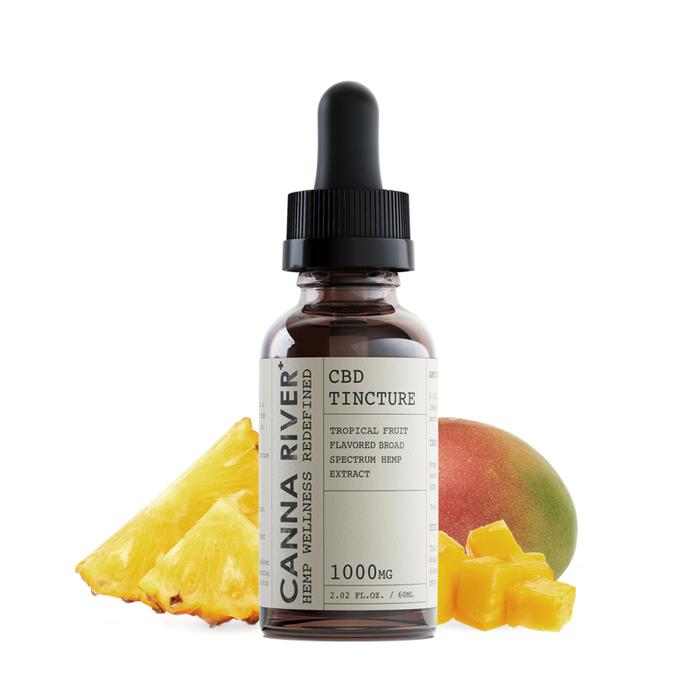 CANNA RIVER+
HEMP WELLNESS REDEFINED
CBD
TINCTURE
TROPICAL FRUIT
FLAVORED BROAD
SPECTRUM HEMP
EXTRACT
1000MG
2.02 FL.OZ. / 60ML